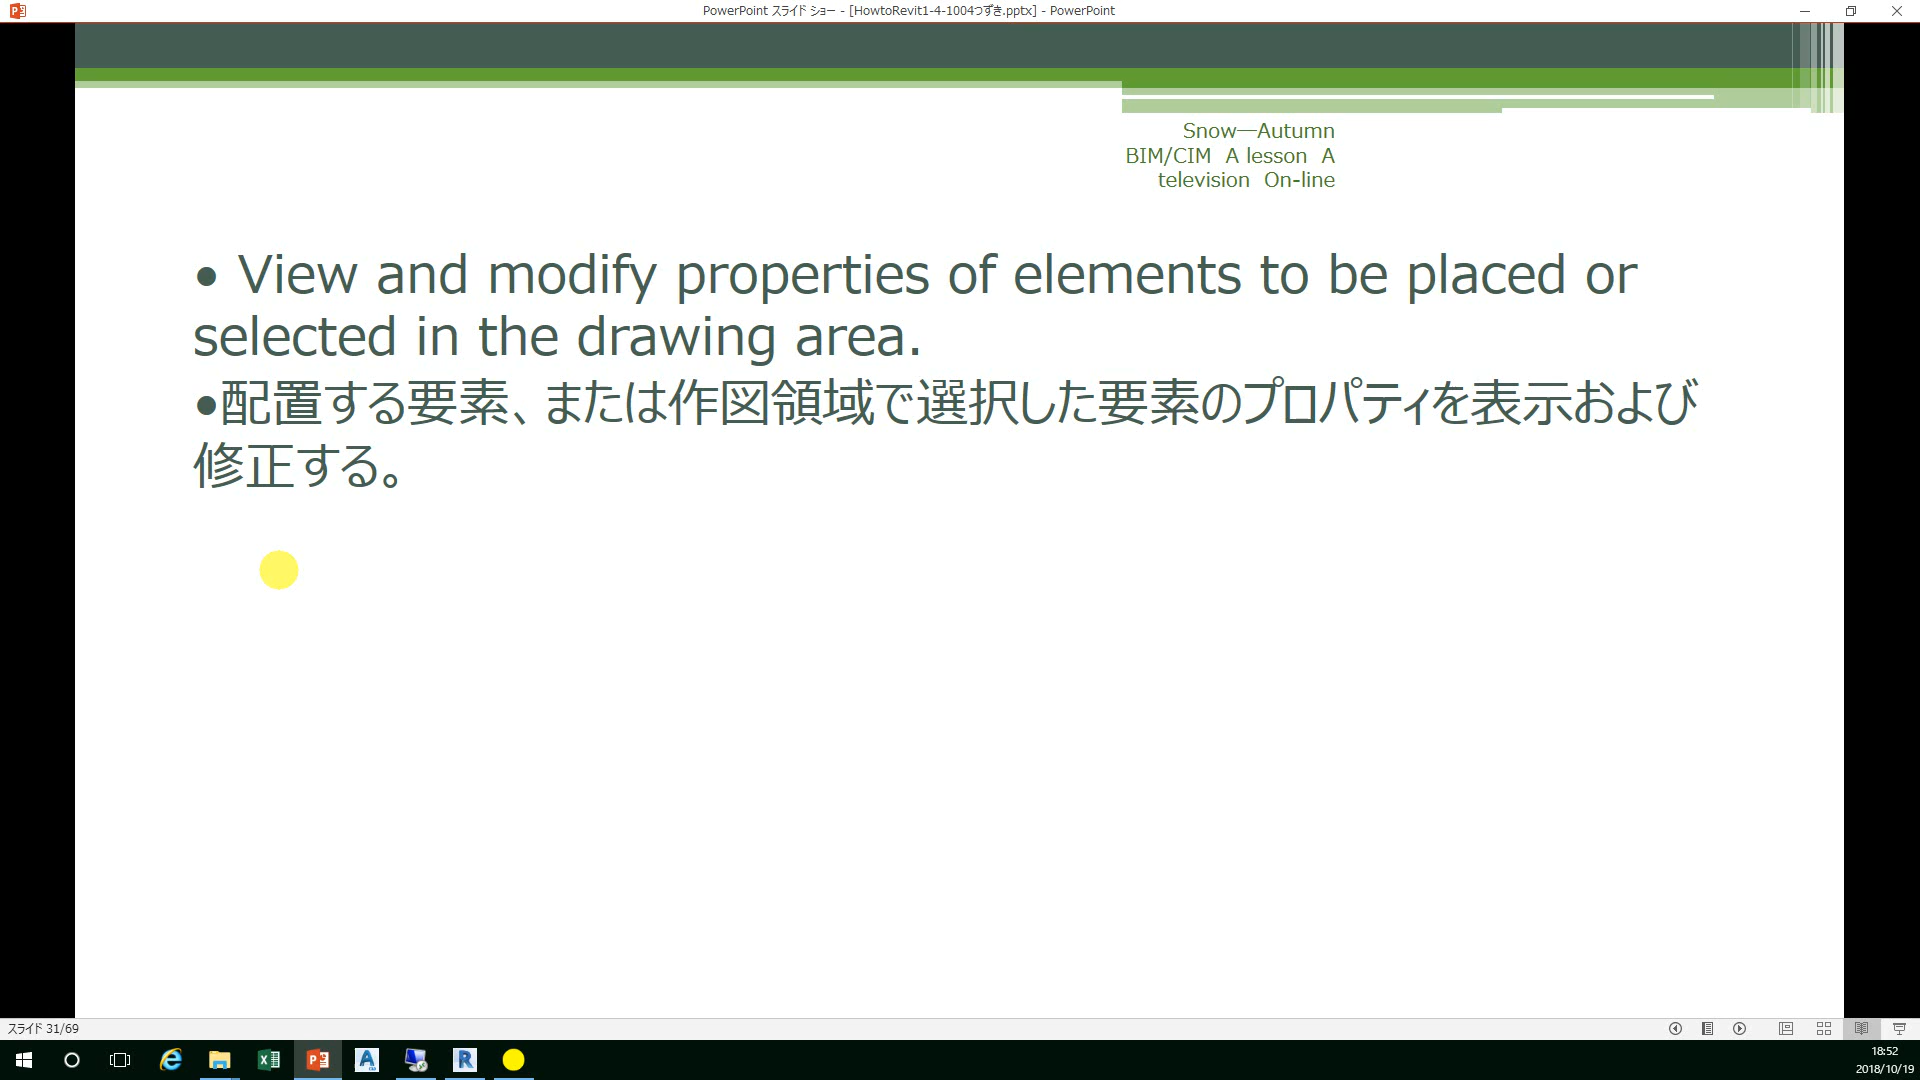 PowerPoint スライド ショー - [HowtoRevit1-4-1004つずき.pptx] - PowerPoint
Snow—Autumn
BIM/CIM A lesson A
television On-line
• View and modify properties of elements to be placed or
selected in the drawing area.
●配置する要素、または作図領域で選択した要素のプロパティを表示および
修正する。
スライド 31/69
18:52
2018/10/19